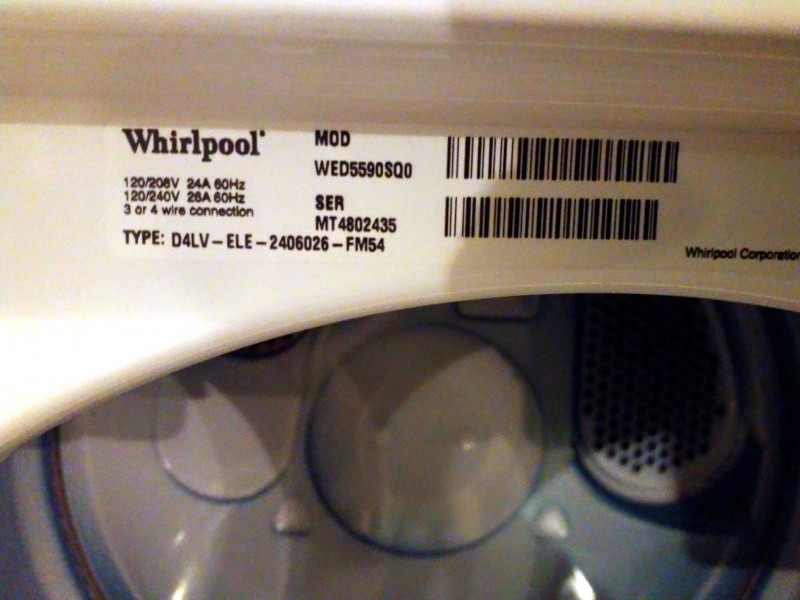 Whirlpool
120/208V 24A 60Hz
120/240V 26A 60Hz
3 or 4 wire connection
TYPE: D4LV-ELE-2406026-FM54
MOD
WED5590SQ0
SER
MT4802435
Whirlpool Corporation